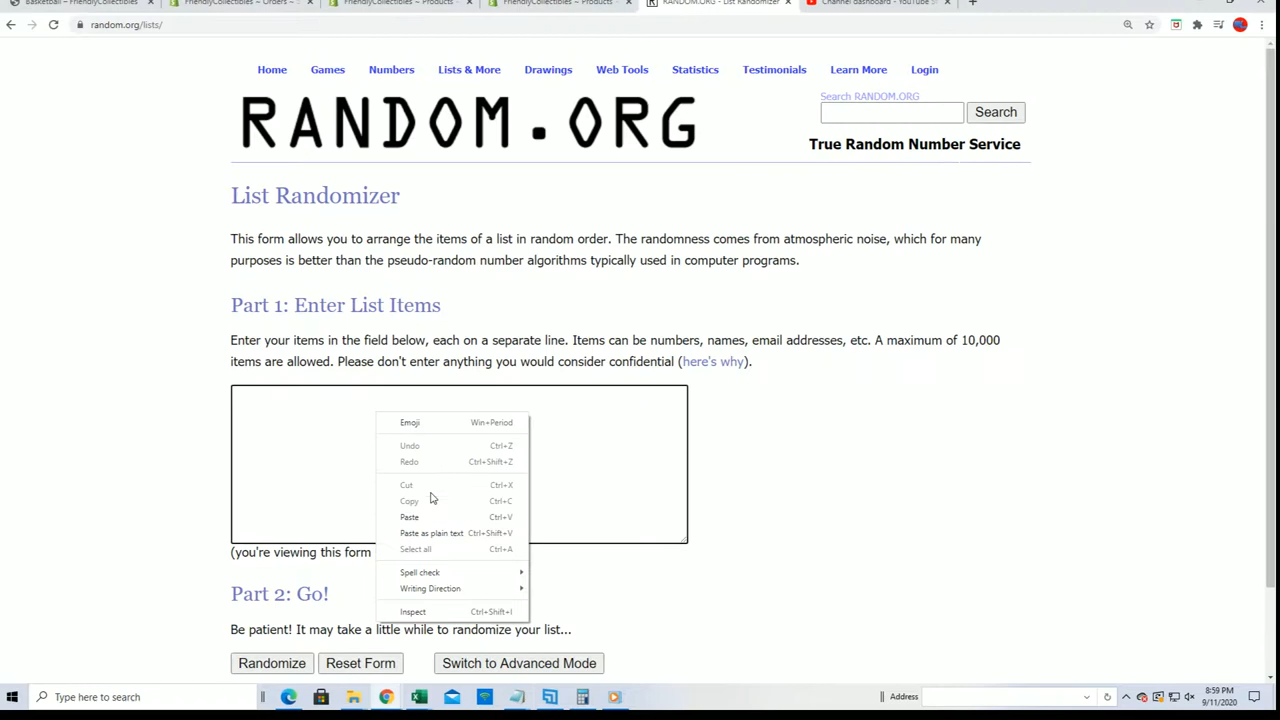 Basketball ~ FriendlyCollectibles
FriendlyCollectibles ~ Orders ~
FriendlyCollectibles ~ Products ~
FriendlyCollectibles ~ Products ~
RANDOM.ORG - List Randomizer
Channel dashboard - YouTube
random.org/lists/
Home Games Numbers Lists & More Drawings Web Tools Statistics Testimonials Learn More Login
RANDOM.ORG
Search RANDOM.ORG
Search
True Random Number Service
List Randomizer
This form allows you to arrange the items of a list in random order. The randomness comes from atmospheric noise, which for many
purposes is better than the pseudo-random number algorithms typically used in computer programs.
Part 1: Enter List Items
Enter your items in the field below, each on a separate line. Items can be numbers, names, email addresses, etc. A maximum of 10,000
items are allowed. Please don't enter anything you would consider confidential (here's why).
Emoji Win+Period
Undo Ctrl+Z
Redo Ctrl+Shift+Z
Cut Ctrl+X
Copy Ctrl+C
Paste Ctrl+V
Paste as plain text Ctrl+Shift+V
Select all Ctrl+A
Spell check
Writing Direction
Inspect Ctrl+Shift+I
(you're viewing this form
Part 2: Go!
Be patient! It may take a little while to randomize your list...
Randomize Reset Form Switch to Advanced Mode
Type here to search
Address
8:59 PM
9/11/2020